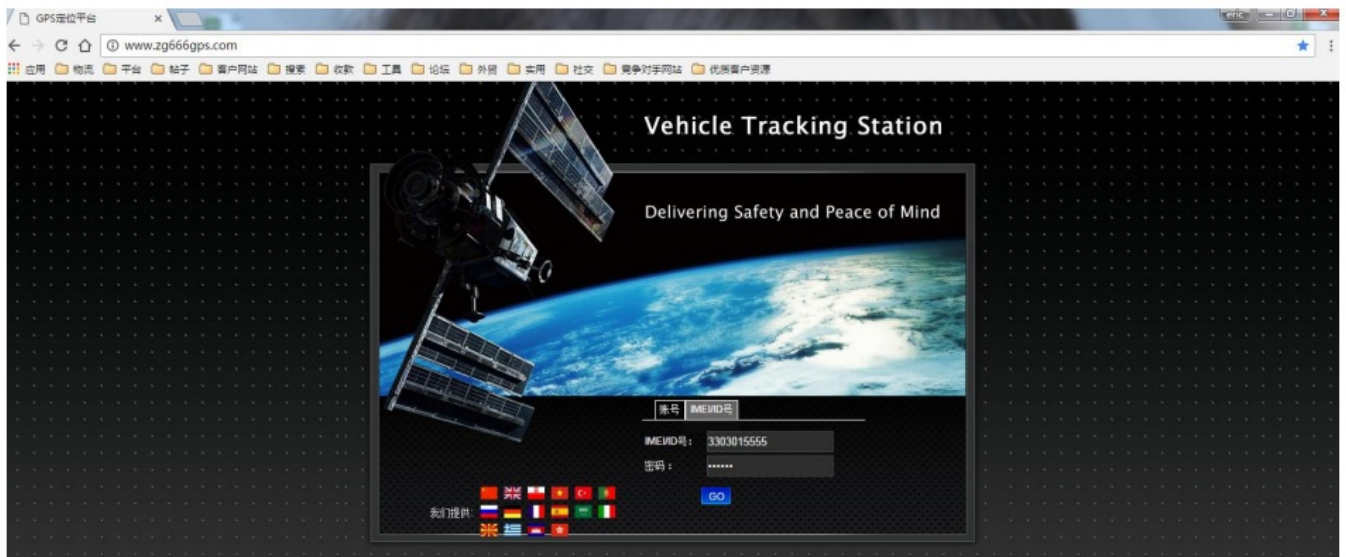 GPS定位平台
eric
www.zg666gps.com
应用 物流 平台 帖子 客户网站 搜索 收款 工具 论坛 外贸 实用 社交 竞争对手网站 优质客户资源
Vehicle Tracking Station
Delivering Safety and Peace of Mind
账号 IMEI/ID号
IMEI/ID号： 3303015555
密码： ••••••
GO
我们提供: